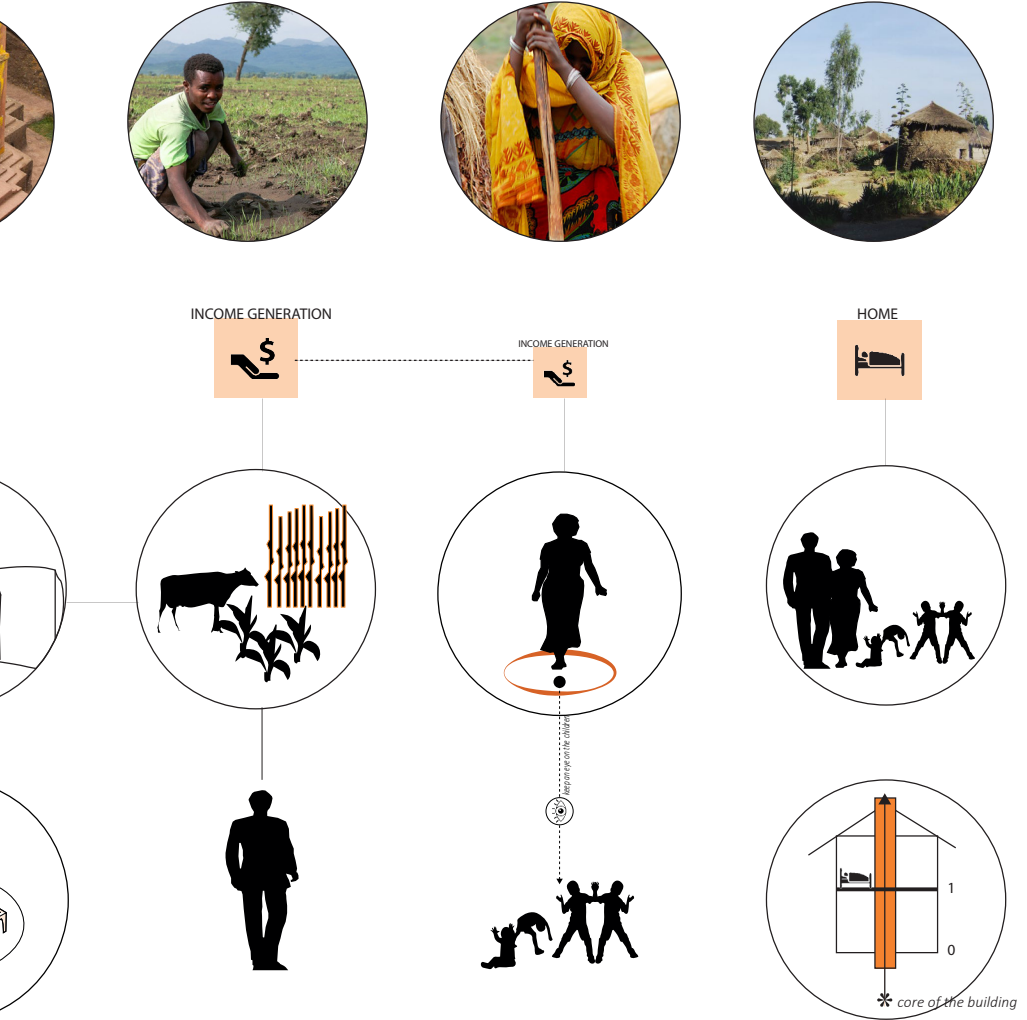 INCOME GENERATION
HOME
INCOME GENERATION
$
$
keep an eye on the children
1
0
* core of the building